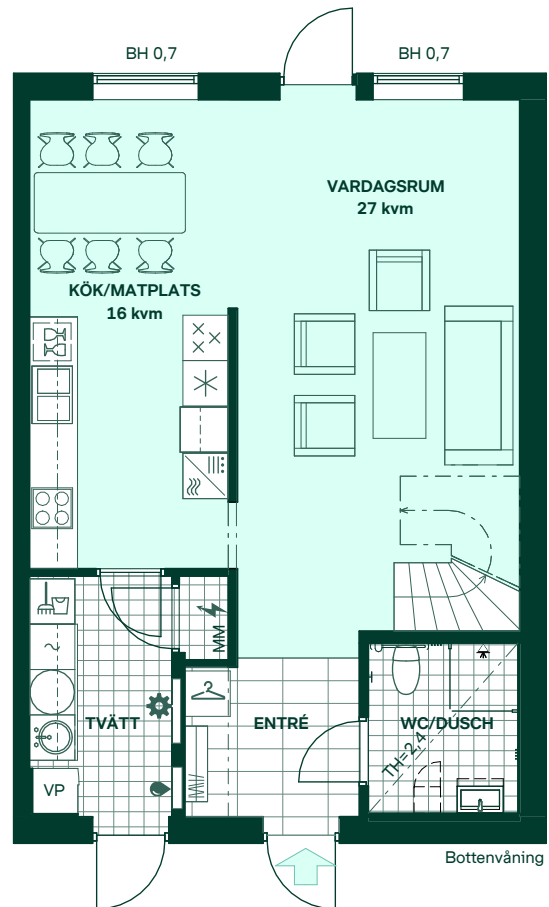 BH 0,7
BH 0,7
VARDAGSRUM
27 kvm
KÖK/MATPLATS
16 kvm
MM
TVÄTT
ENTRÉ
WC/DUSCH
TH=2,4
VP
Bottenvåning